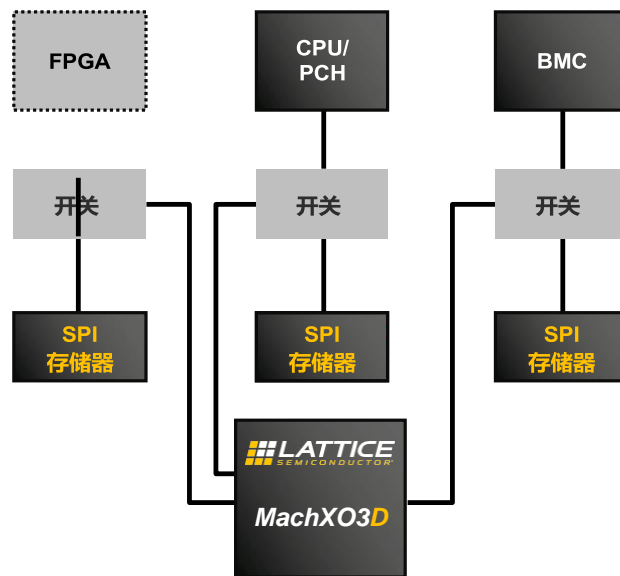 FPGA
CPU/
PCH
BMC
开关
开关
开关
SPI
存储器
SPI
存储器
SPI
存储器
LATTICE
SEMICONDUCTOR
MachXO3D